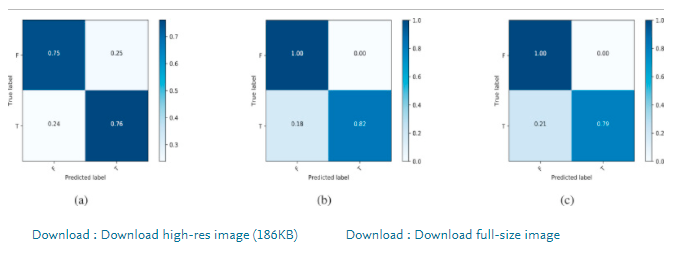 F
0.75
0.25
T
0.24
0.76
F
T
True label
Predicted label
0.7
0.6
0.5
0.4
0.3
(a)
F
1.00
0.00
T
0.18
0.82
F
T
True label
Predicted label
1.0
0.8
0.6
0.4
0.2
0.0
(b)
F
1.00
0.00
T
0.21
0.79
F
T
True label
Predicted label
1.0
0.8
0.6
0.4
0.2
0.0
(c)
Download : Download high-res image (186KB)
Download : Download full-size image